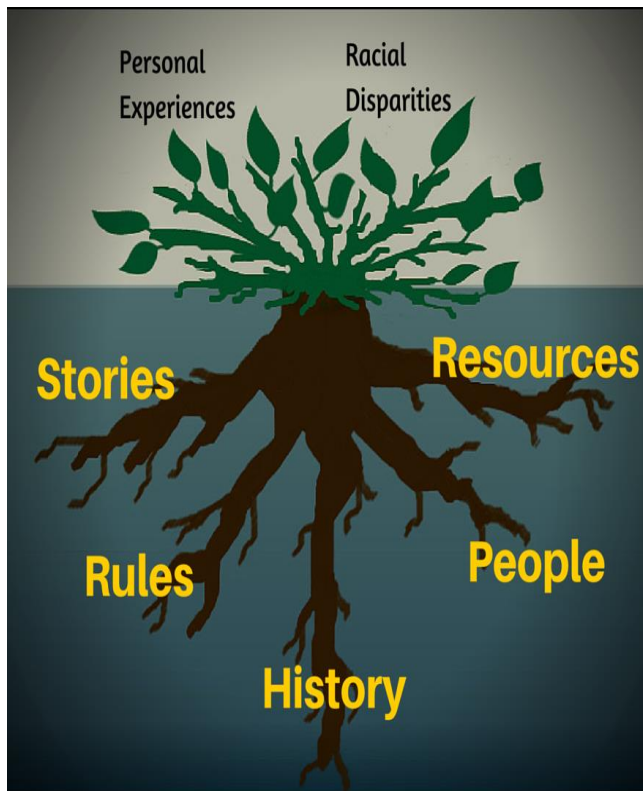 Personal
Experiences
Racial
Disparities
Stories
Resources
Rules
People
History